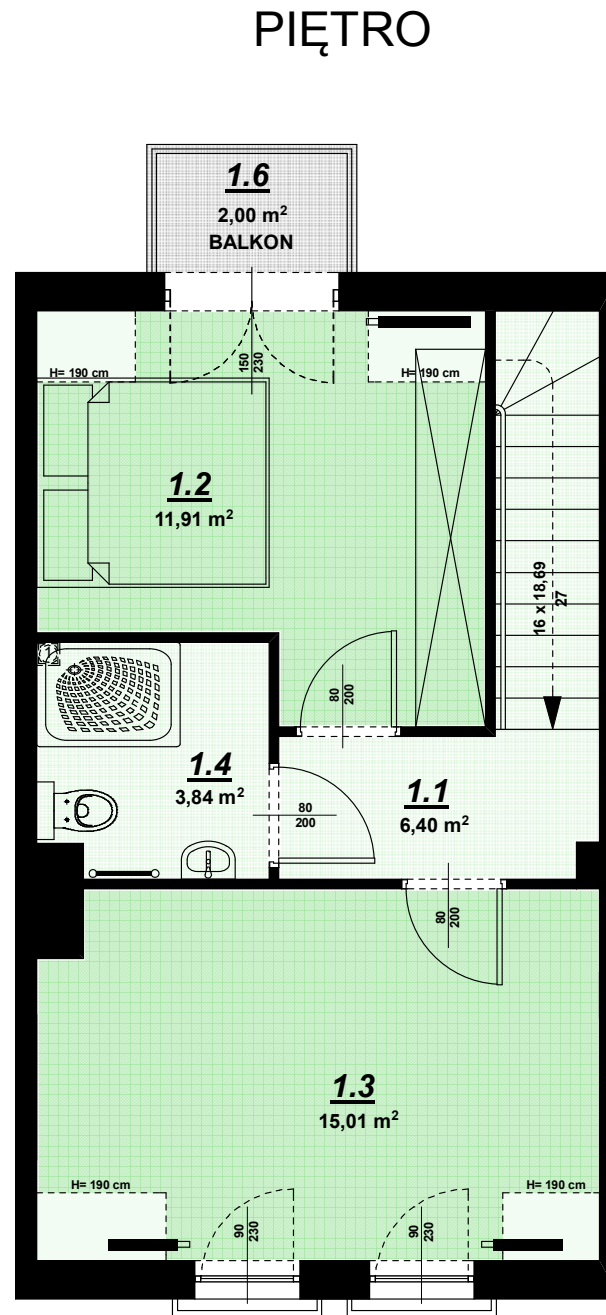 PIĘTRO
1.6
2,00 m²
BALKON
H= 190 cm
150
230
H= 190 cm
1.2
11,91 m²
16 x 18,69
27
80
200
1.4
3,84 m²
80
200
1.1
6,40 m²
80
200
1.3
15,01 m²
H= 190 cm
H= 190 cm
90
230
90
230